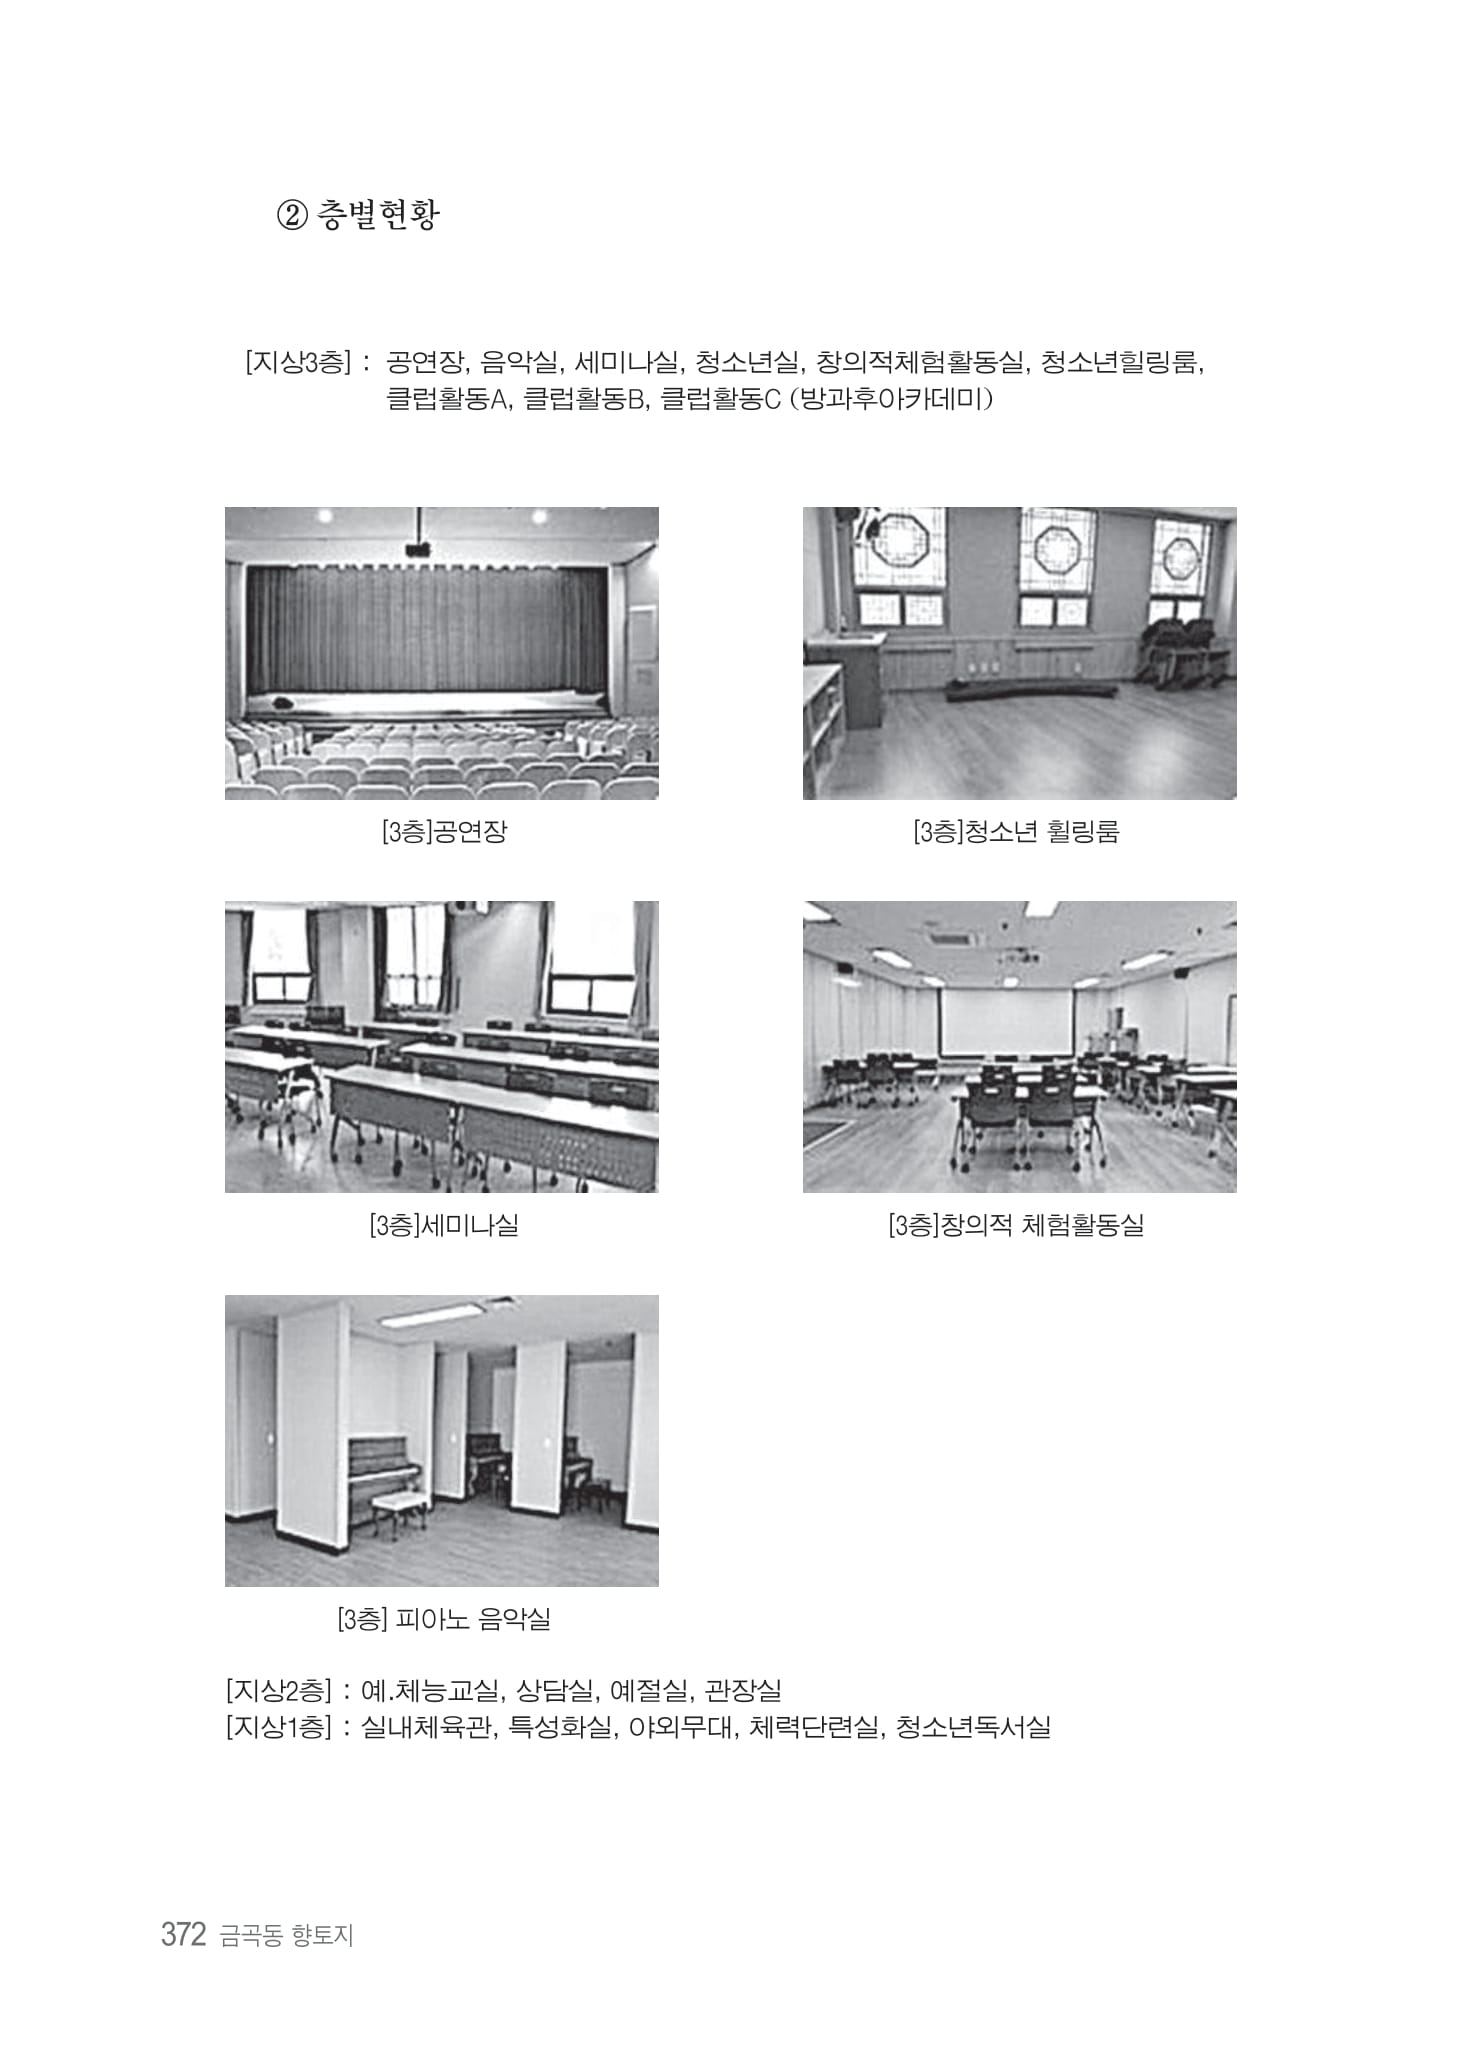 ② 층별현황
[지상3층] : 공연장, 음악실, 세미나실, 청소년실, 창의적체험활동실, 청소년힐링룸,
클럽활동A, 클럽활동B, 클럽활동C (방과후아카데미)
[3층]공연장
[3층]청소년 휠링룸
[3층]세미나실
[3층]창의적 체험활동실
[3층] 피아노 음악실
[지상2층] : 예.체능교실, 상담실, 예절실, 관장실
[지상1층] : 실내체육관, 특성화실, 야외무대, 체력단련실, 청소년독서실
372 금곡동 향토지